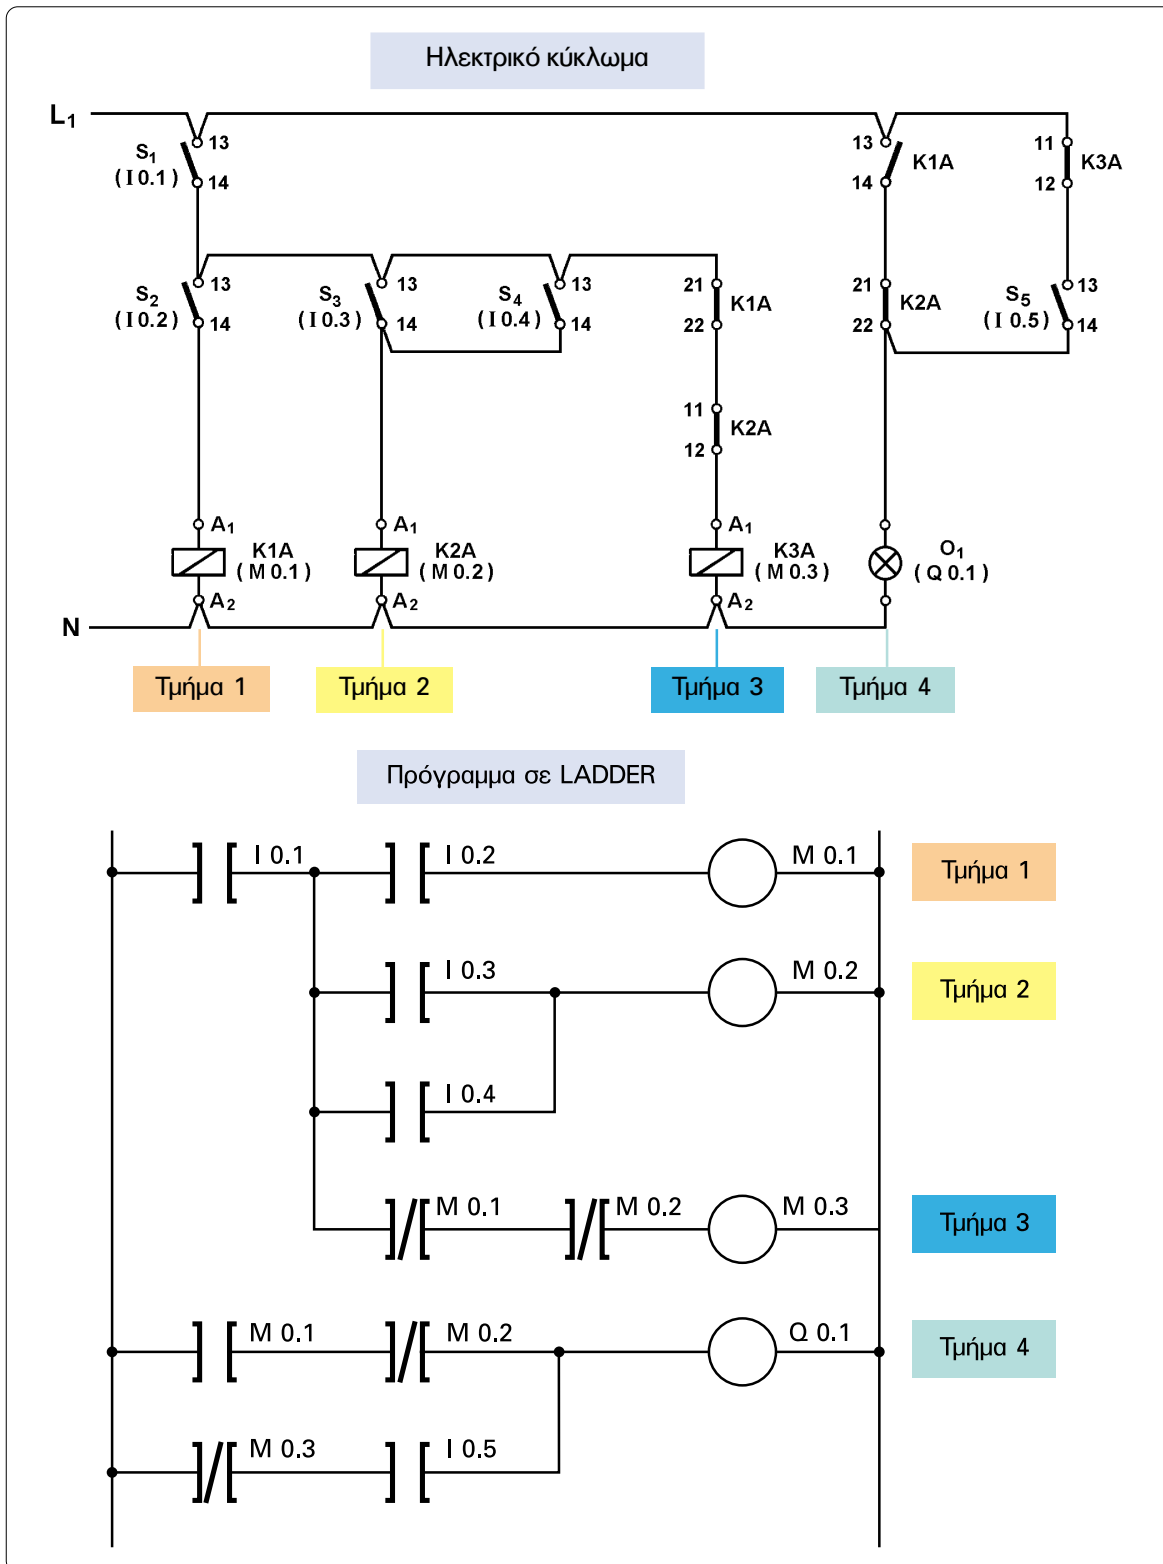 Ηλεκτρικό κύκλωμα
L1
13
S1
(I 0.1)
14
13
K1A
14
11
K3A
12
13
S2
(I 0.2)
14
13
S3
(I 0.3)
14
13
S4
(I 0.4)
14
21
K1A
22
21
K2A
22
13
S5
(I 0.5)
14
11
K2A
12
A1
K1A
(M 0.1)
A2
A1
K2A
(M 0.2)
A2
A1
K3A
(M 0.3)
A2
O1
(Q 0.1)
N
Τμήμα 1
Τμήμα 2
Τμήμα 3
Τμήμα 4
Πρόγραμμα σε LADDER
I 0.1
I 0.2
M 0.1
Τμήμα 1
I 0.3
M 0.2
Τμήμα 2
I 0.4
M 0.1
M 0.2
M 0.3
Τμήμα 3
M 0.1
M 0.2
Q 0.1
Τμήμα 4
M 0.3
I 0.5